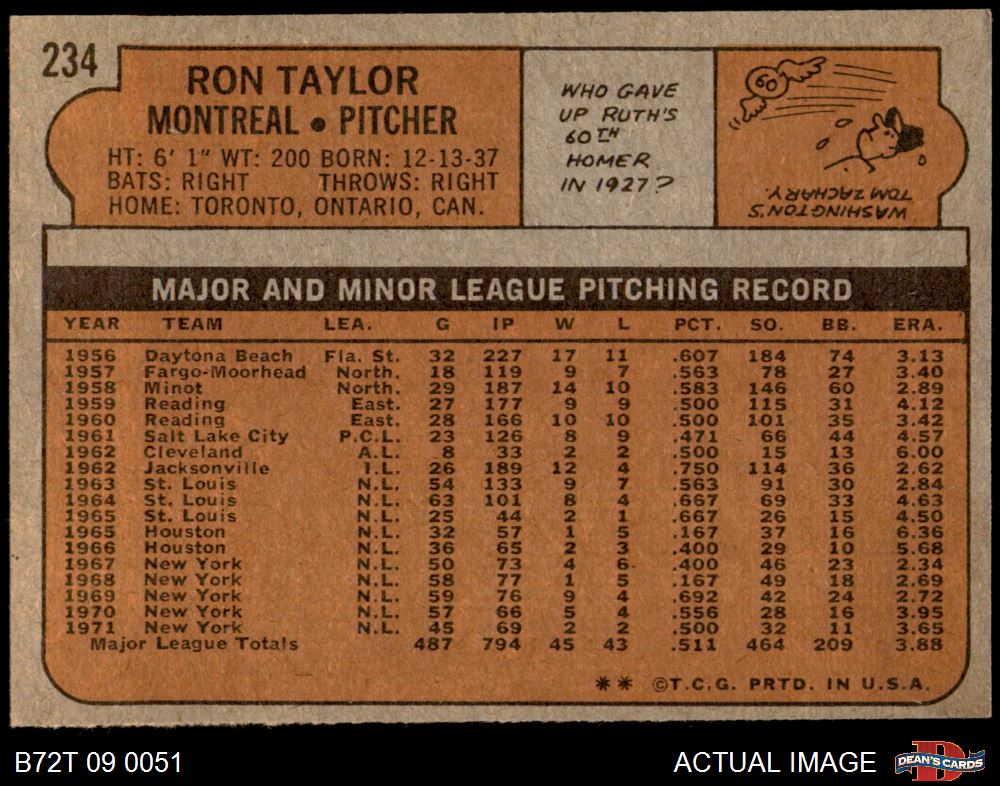 234
RON TAYLOR
MONTREAL • PITCHER
HT: 6' 1" WT: 200 BORN: 12-13-37
BATS: RIGHT THROWS: RIGHT
HOME: TORONTO, ONTARIO, CAN.
WHO GAVE
UP RUTH'S
60TH
HOMER
IN 1927?
60
WASHINGTON'S
TOM ZACHARY.
MAJOR AND MINOR LEAGUE PITCHING RECORD
YEAR TEAM LEA. G IP W L PCT. SO. BB. ERA.
1956 Daytona Beach Fla. St. 32 227 17 11 .607 184 74 3.13
1957 Fargo-Moorhead North. 18 119 9 7 .563 78 27 3.40
1958 Minot North. 29 187 14 10 .583 146 60 2.89
1959 Reading East. 27 177 9 9 .500 115 31 4.12
1960 Reading East. 28 166 10 10 .500 101 35 3.42
1961 Salt Lake City P.C.L. 23 126 8 9 .471 66 44 4.57
1962 Cleveland A.L. 8 33 2 2 .500 15 13 6.00
1962 Jacksonville I.L. 26 189 12 4 .750 114 36 2.62
1963 St. Louis N.L. 54 133 9 7 .563 91 30 2.84
1964 St. Louis N.L. 63 101 8 4 .667 69 33 4.63
1965 St. Louis N.L. 25 44 2 1 .667 26 15 4.50
1965 Houston N.L. 32 57 1 5 .167 37 16 6.36
1966 Houston N.L. 36 65 2 3 .400 29 10 5.68
1967 New York N.L. 50 73 4 6 .400 46 23 2.34
1968 New York N.L. 58 77 1 5 .167 49 18 2.69
1969 New York N.L. 59 76 9 4 .692 42 24 2.72
1970 New York N.L. 57 66 5 4 .556 28 16 3.95
1971 New York N.L. 45 69 2 2 .500 32 11 3.65
Major League Totals 487 794 45 43 .511 464 209 3.88
** ©T.C.G. PRTD. IN U.S.A.
B72T 09 0051
ACTUAL IMAGE
D
DEAN'S CARDS